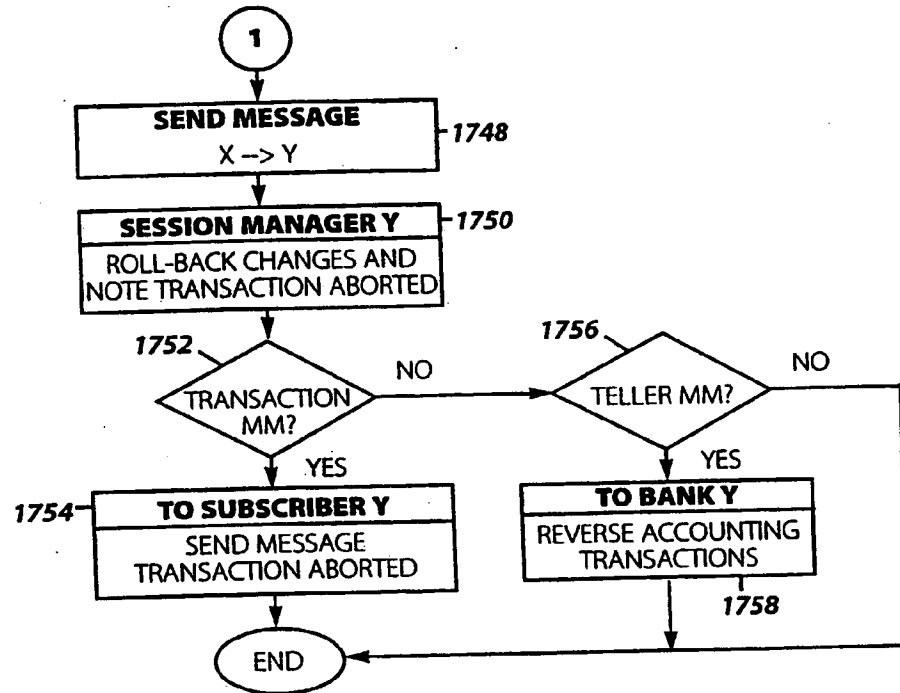 1
SEND MESSAGE
X --> Y
1748
SESSION MANAGER Y
1750
ROLL-BACK CHANGES AND
NOTE TRANSACTION ABORTED
1752
TRANSACTION
MM?
NO
YES
1756
TELLER MM?
NO
YES
1754
TO SUBSCRIBER Y
SEND MESSAGE
TRANSACTION ABORTED
TO BANK Y
REVERSE ACCOUNTING
TRANSACTIONS
1758
END